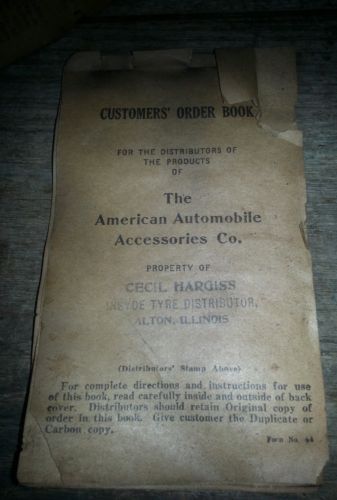 CUSTOMERS' ORDER BOOK
FOR THE DISTRIBUTORS OF
THE PRODUCTS
OF
The
American Automobile
Accessories Co.
PROPERTY OF
CECIL HARGISS
TYRE DISTRIBUTOR,
ALTON, ILLINOIS
(Distributors' Stamp Above)
For complete directions and instructions for use
of this book, read carefully inside and outside of back
cover. Distributors should retain Original copy of
order in this book. Give customer the Duplicate or
Carbon copy.
Form No. 44